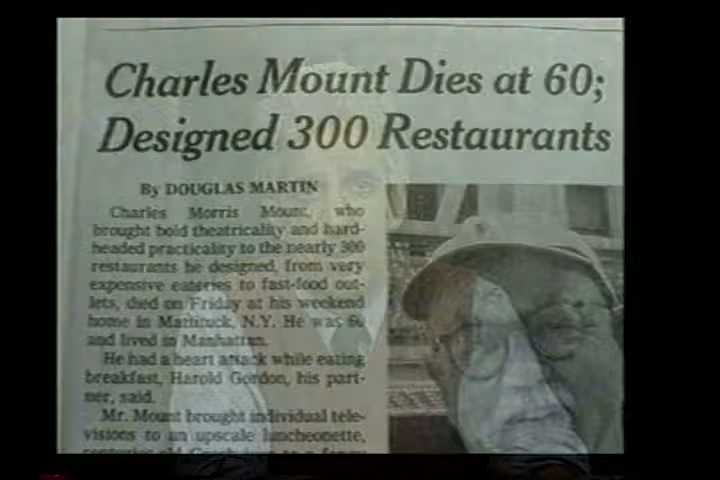 Charles Mount Dies at 60;
Designed 300 Restaurants
By DOUGLAS MARTIN
Charles Morris Mount, who
brought bold theatricality and hard-
headed practicality to the nearly 300
restaurants he designed, from very
expensive eateries to fast-food out-
lets, died on Friday at his weekend
home in Mattituck, N.Y. He was 60
and lived in Manhattan.
He had a heart attack while eating
breakfast, Harold Gordon, his part-
ner, said.
Mr. Mount brought individual tele-
visions to an upscale luncheonette,